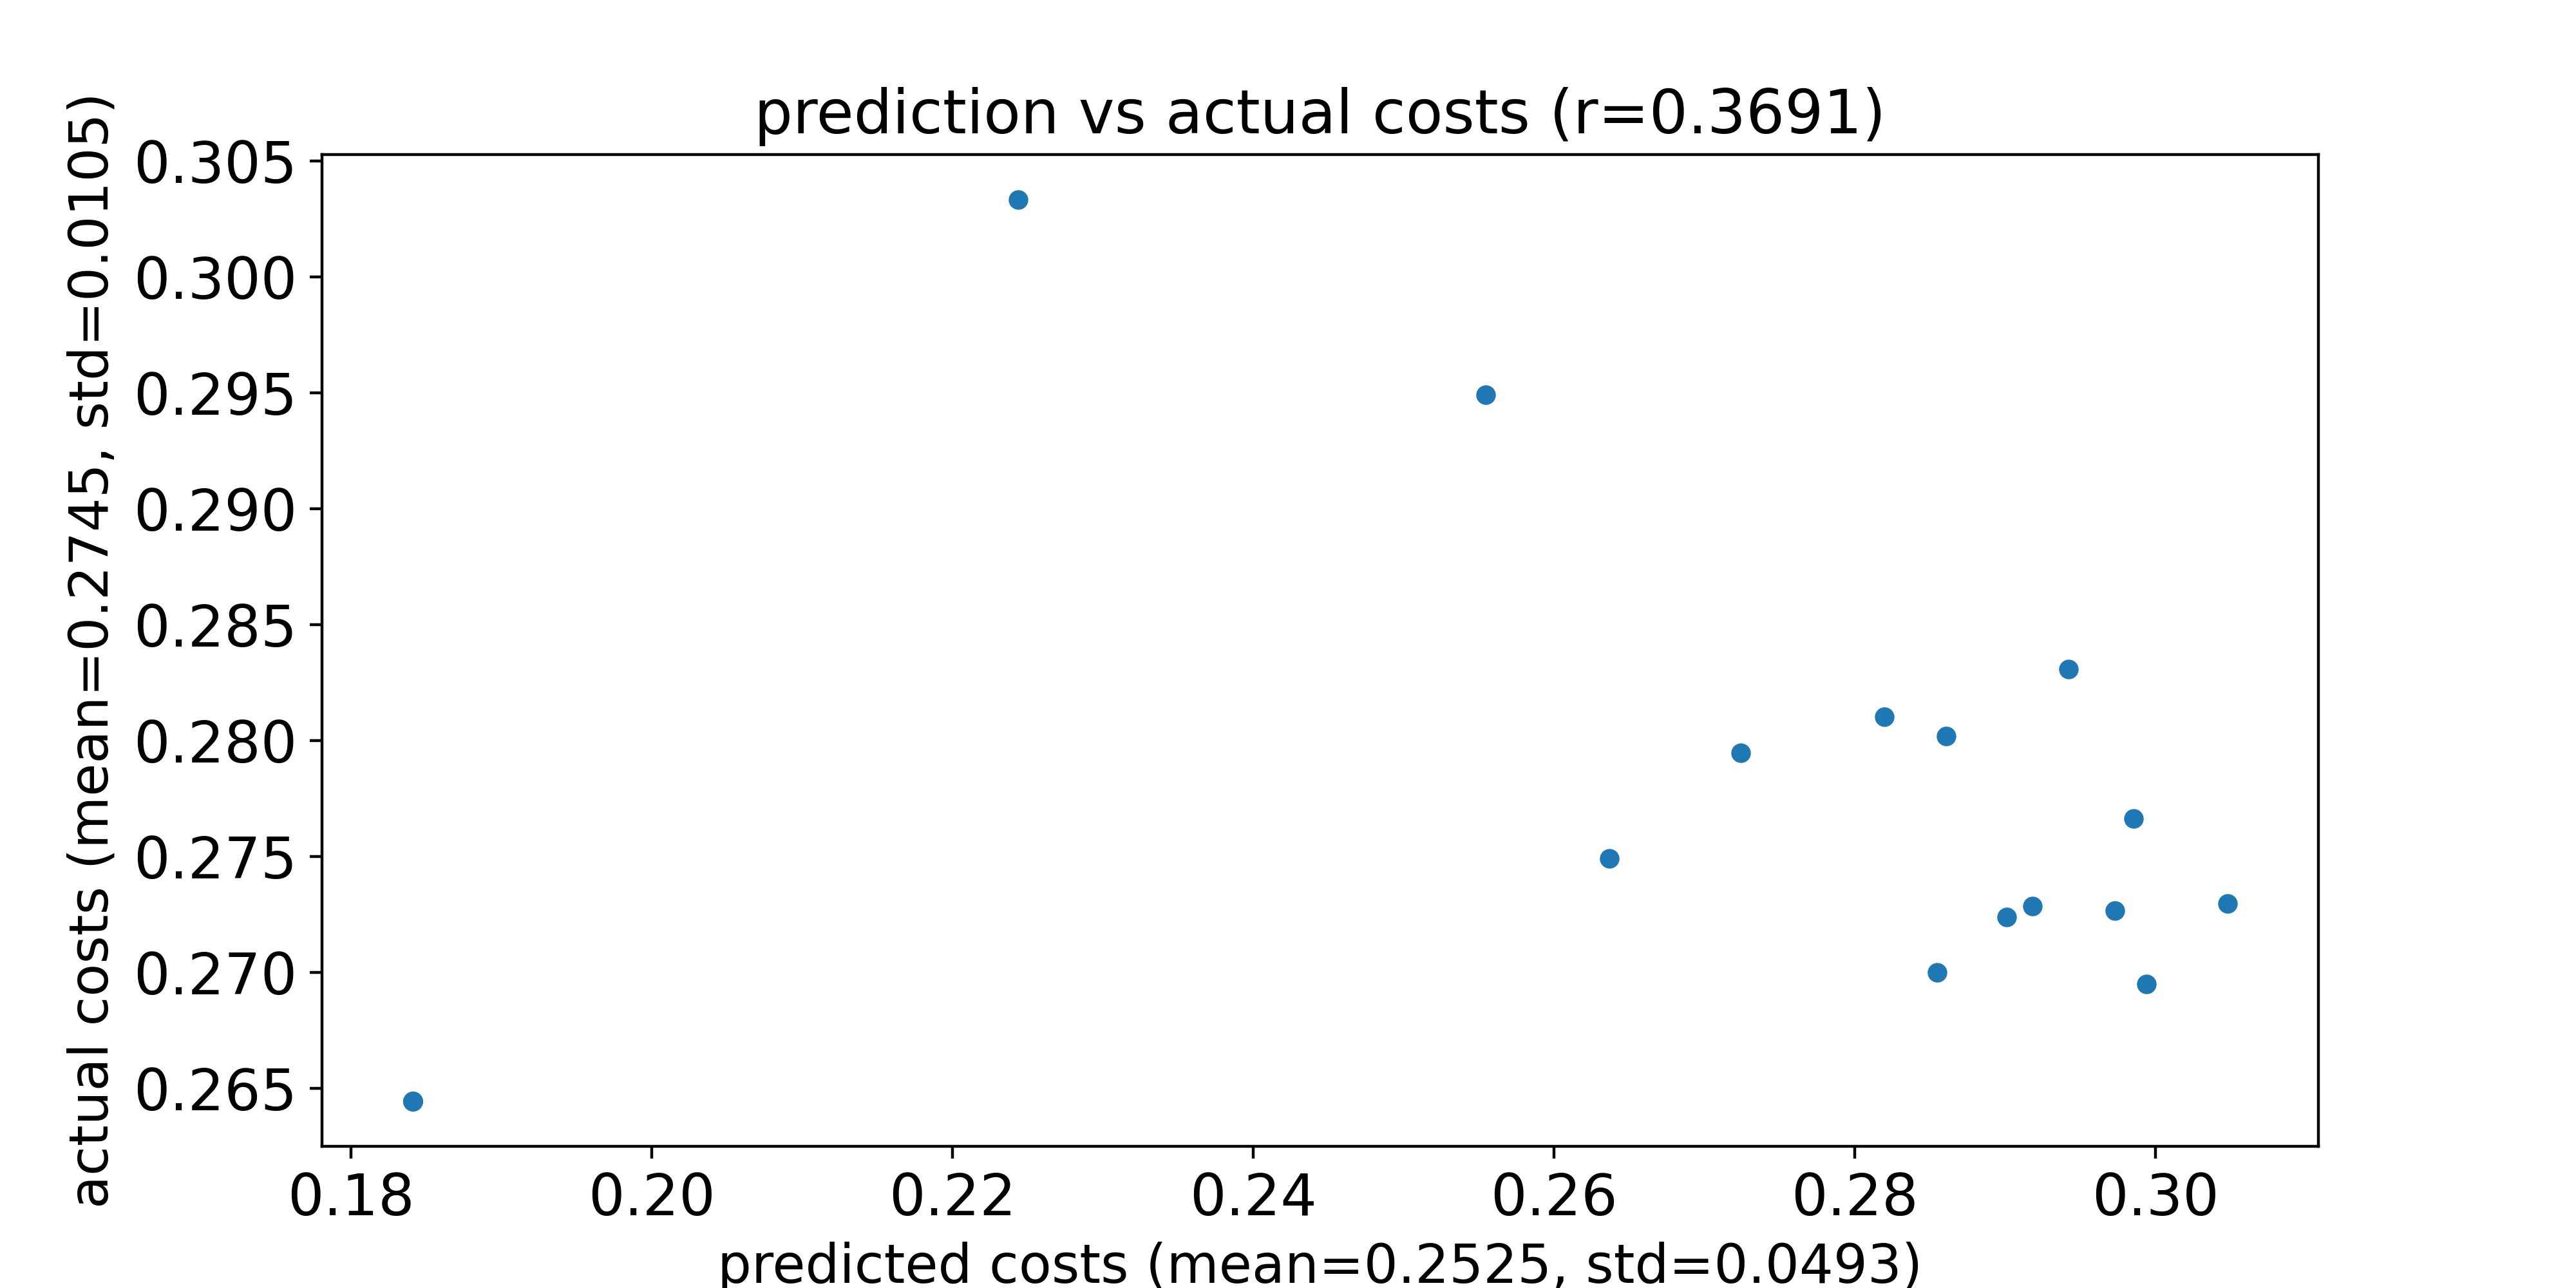 prediction vs actual costs (r=0.3691)
actual costs (mean=0.2745, std=0.0105)
0.305
0.300
0.295
0.290
0.285
0.280
0.275
0.270
0.265
0.18 0.20 0.22 0.24 0.26 0.28 0.30
predicted costs (mean=0.2525, std=0.0493)